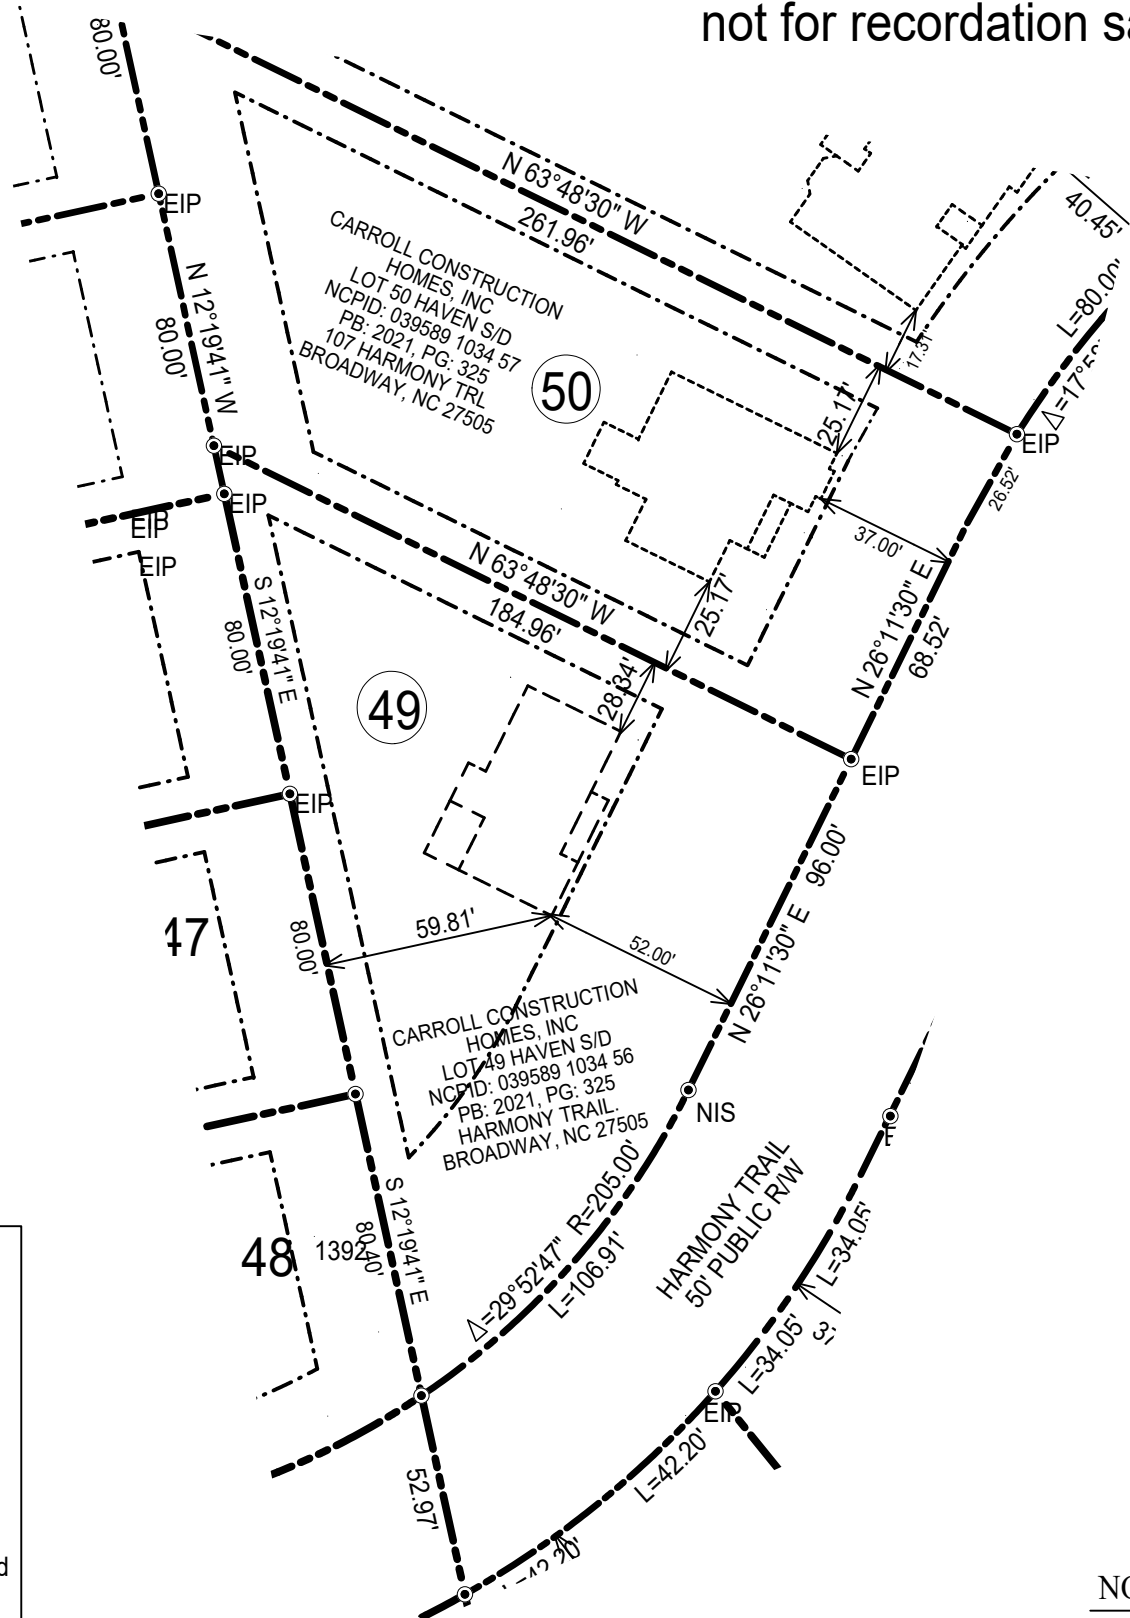 not for recordation
80.00'
EIP
N 63°48'30" W
261.96'
40.45'
CARROLL CONSTRUCTION
HOMES, INC
LOT 50 HAVEN S/D
NCPID: 039589 1034 57
PB: 2021, PG: 325
107 HARMONY TRL
BROADWAY, NC 27505
N 12°19'41" W
80.00'
L=80.00'
17.31'
50
25.17'
EIP
EIP
EIP
26.52'
EIP
EIP
37.00'
N 63°48'30" W
184.96'
25.17'
N 26°11'30" E
68.52'
S 12°19'41" E
80.00'
49
28.34'
EIP
EIP
N 26°11'30" E 96.00'
47
80.00'
59.81'
52.00'
CARROLL CONSTRUCTION
HOMES, INC
LOT 49 HAVEN S/D
NCPID: 039589 1034 56
PB: 2021, PG: 325
HARMONY TRAIL.
BROADWAY, NC 27505
NIS
HARMONY TRAIL
50' PUBLIC R/W
S 12°19'41" E
80.40'
48
1392
Δ=29°52'47" R=205.00'
L=106.91'
L=34.05'
L=34.05'
EIP
L=42.20'
52.97'